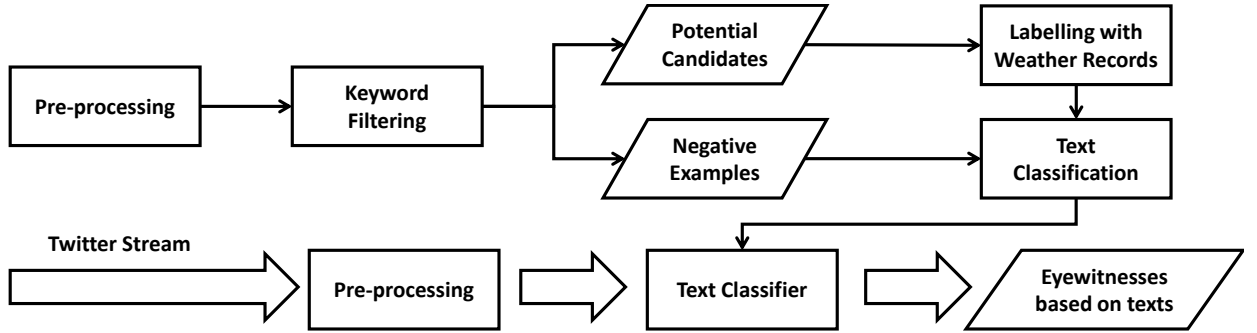 Pre-processing
Keyword
Filtering
Potential
Candidates
Labelling with
Weather Records
Negative
Examples
Text
Classification
Twitter Stream
Pre-processing
Text Classifier
Eyewitnesses
based on texts